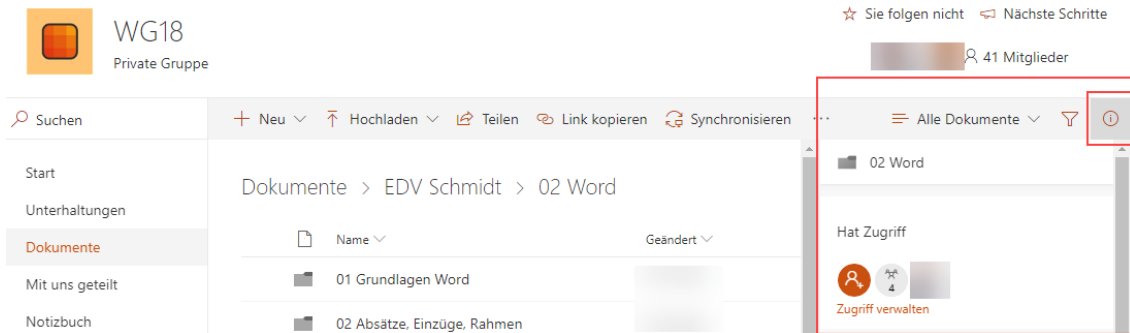 WG18
Private Gruppe
Sie folgen nicht Nächste Schritte
41 Mitglieder
Suchen
Neu Hochladen Teilen Link kopieren Synchronisieren ... Alle Dokumente
Start
Unterhaltungen
Dokumente
Mit uns geteilt
Notizbuch
Dokumente > EDV Schmidt > 02 Word
Name Geändert
01 Grundlagen Word
02 Absätze, Einzüge, Rahmen
02 Word
Hat Zugriff
4
Zugriff verwalten